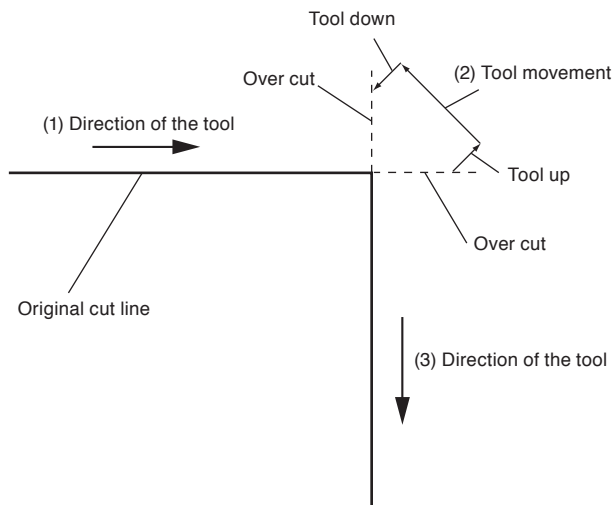 Tool down
(2) Tool movement
Over cut
(1) Direction of the tool
Tool up
Over cut
Original cut line
(3) Direction of the tool